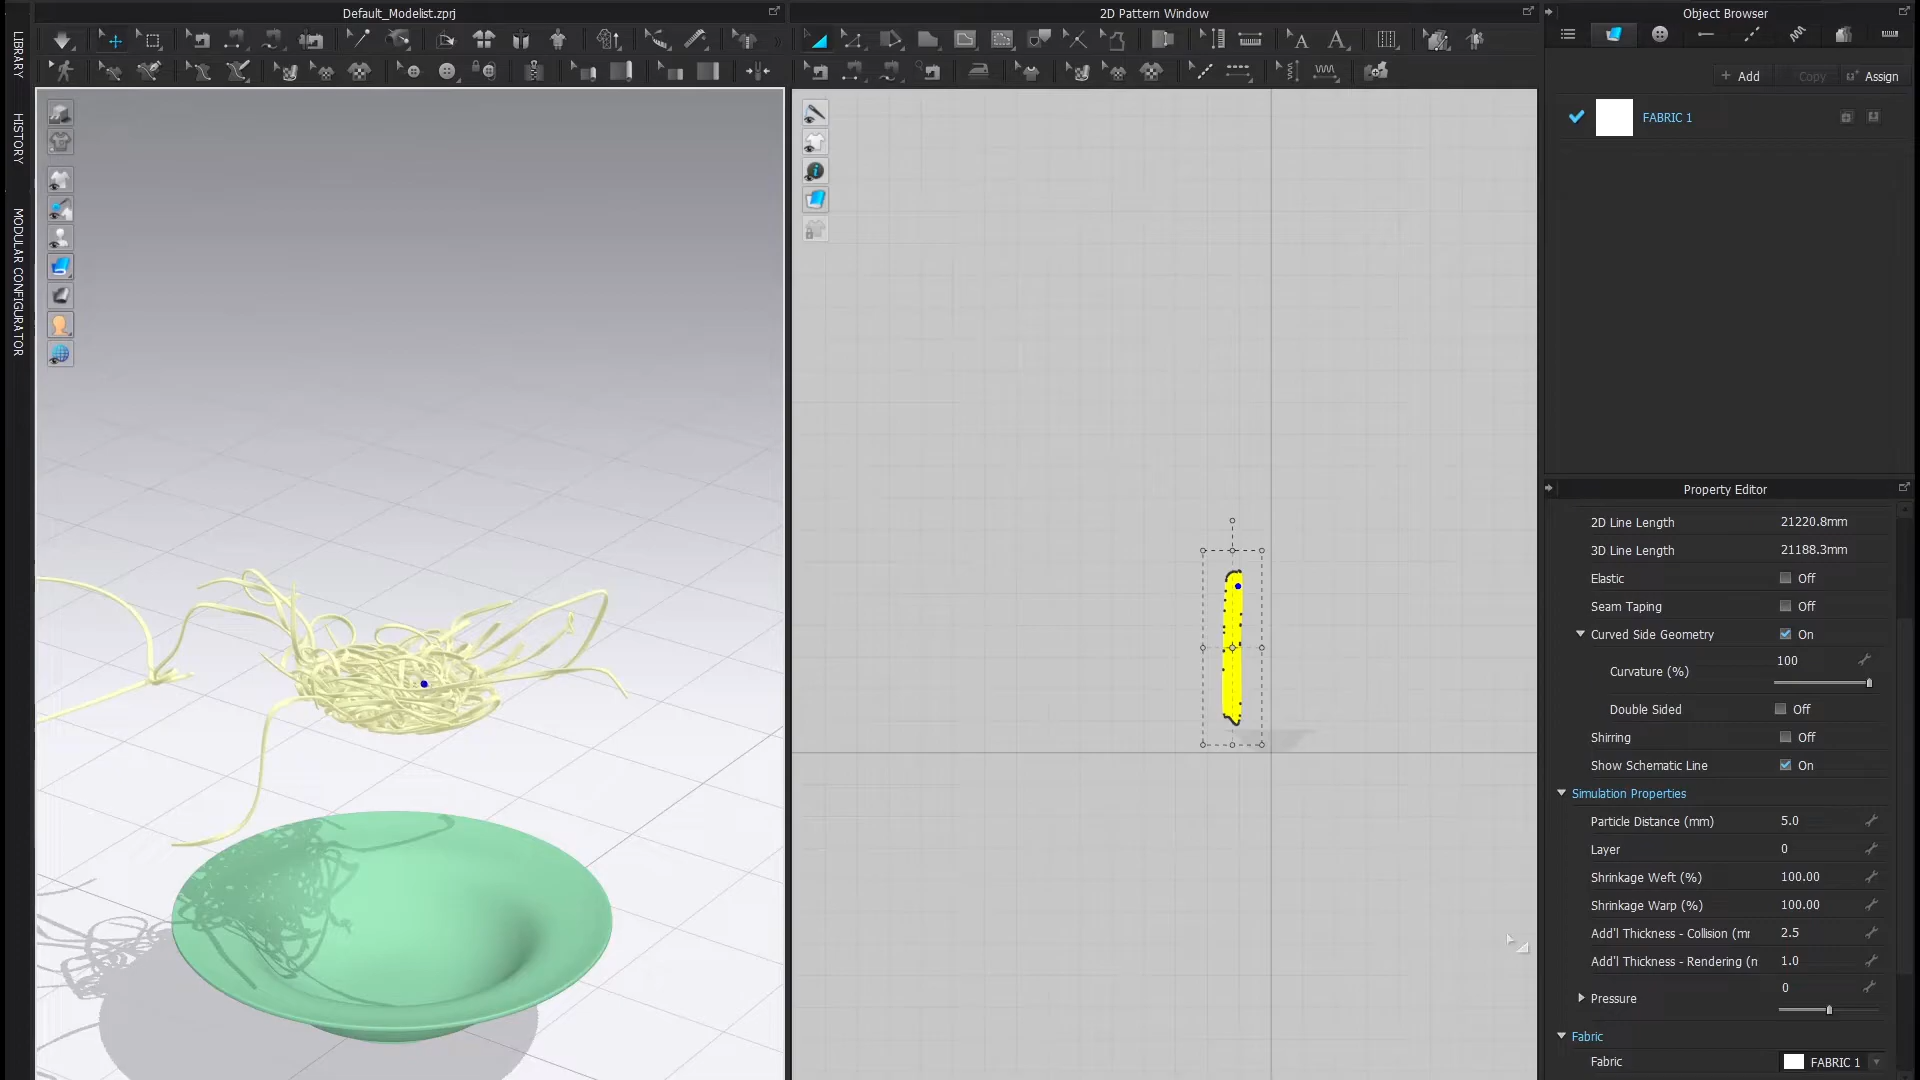 Default_Modelist.zprj
2D Pattern Window
Object Browser
LIBRARY
HISTORY
MODULAR CONFIGURATOR
+ Add
Copy
Assign
FABRIC 1
Property Editor
2D Line Length 21220.8mm
3D Line Length 21188.3mm
Elastic Off
Seam Taping Off
Curved Side Geometry On
Curvature (%) 100
Double Sided Off
Shirring Off
Show Schematic Line On
Simulation Properties
Particle Distance (mm) 5.0
Layer 0
Shrinkage Weft (%) 100.00
Shrinkage Warp (%) 100.00
Add'l Thickness - Collision (mr 2.5
Add'l Thickness - Rendering (n 1.0
Pressure 0
Fabric
Fabric FABRIC 1